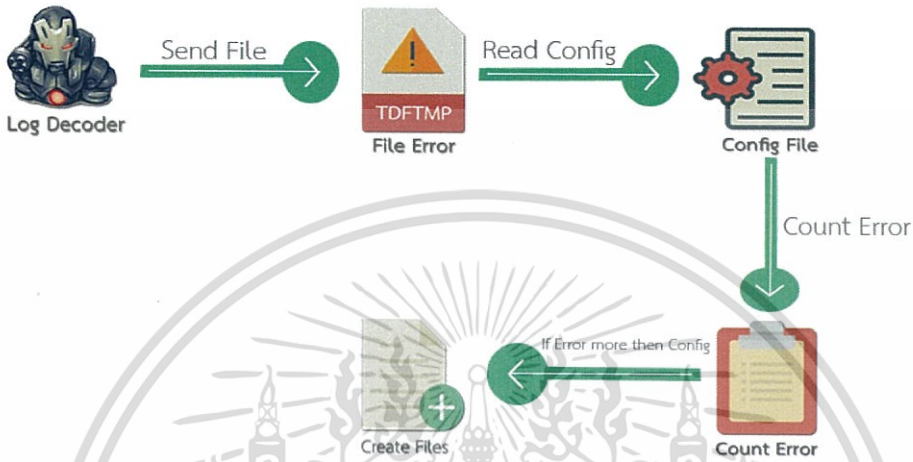 Send File
Read Config
Log Decoder
!
TDFTMP
File Error
Config File
Count Error
If Error more then Config
Create Files
Count Error